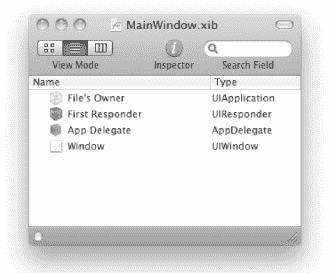 MainWindow.xib
View Mode Inspector Search Field
Name Type
File's Owner UIApplication
First Responder UIResponder
App Delegate AppDelegate
Window UIWindow